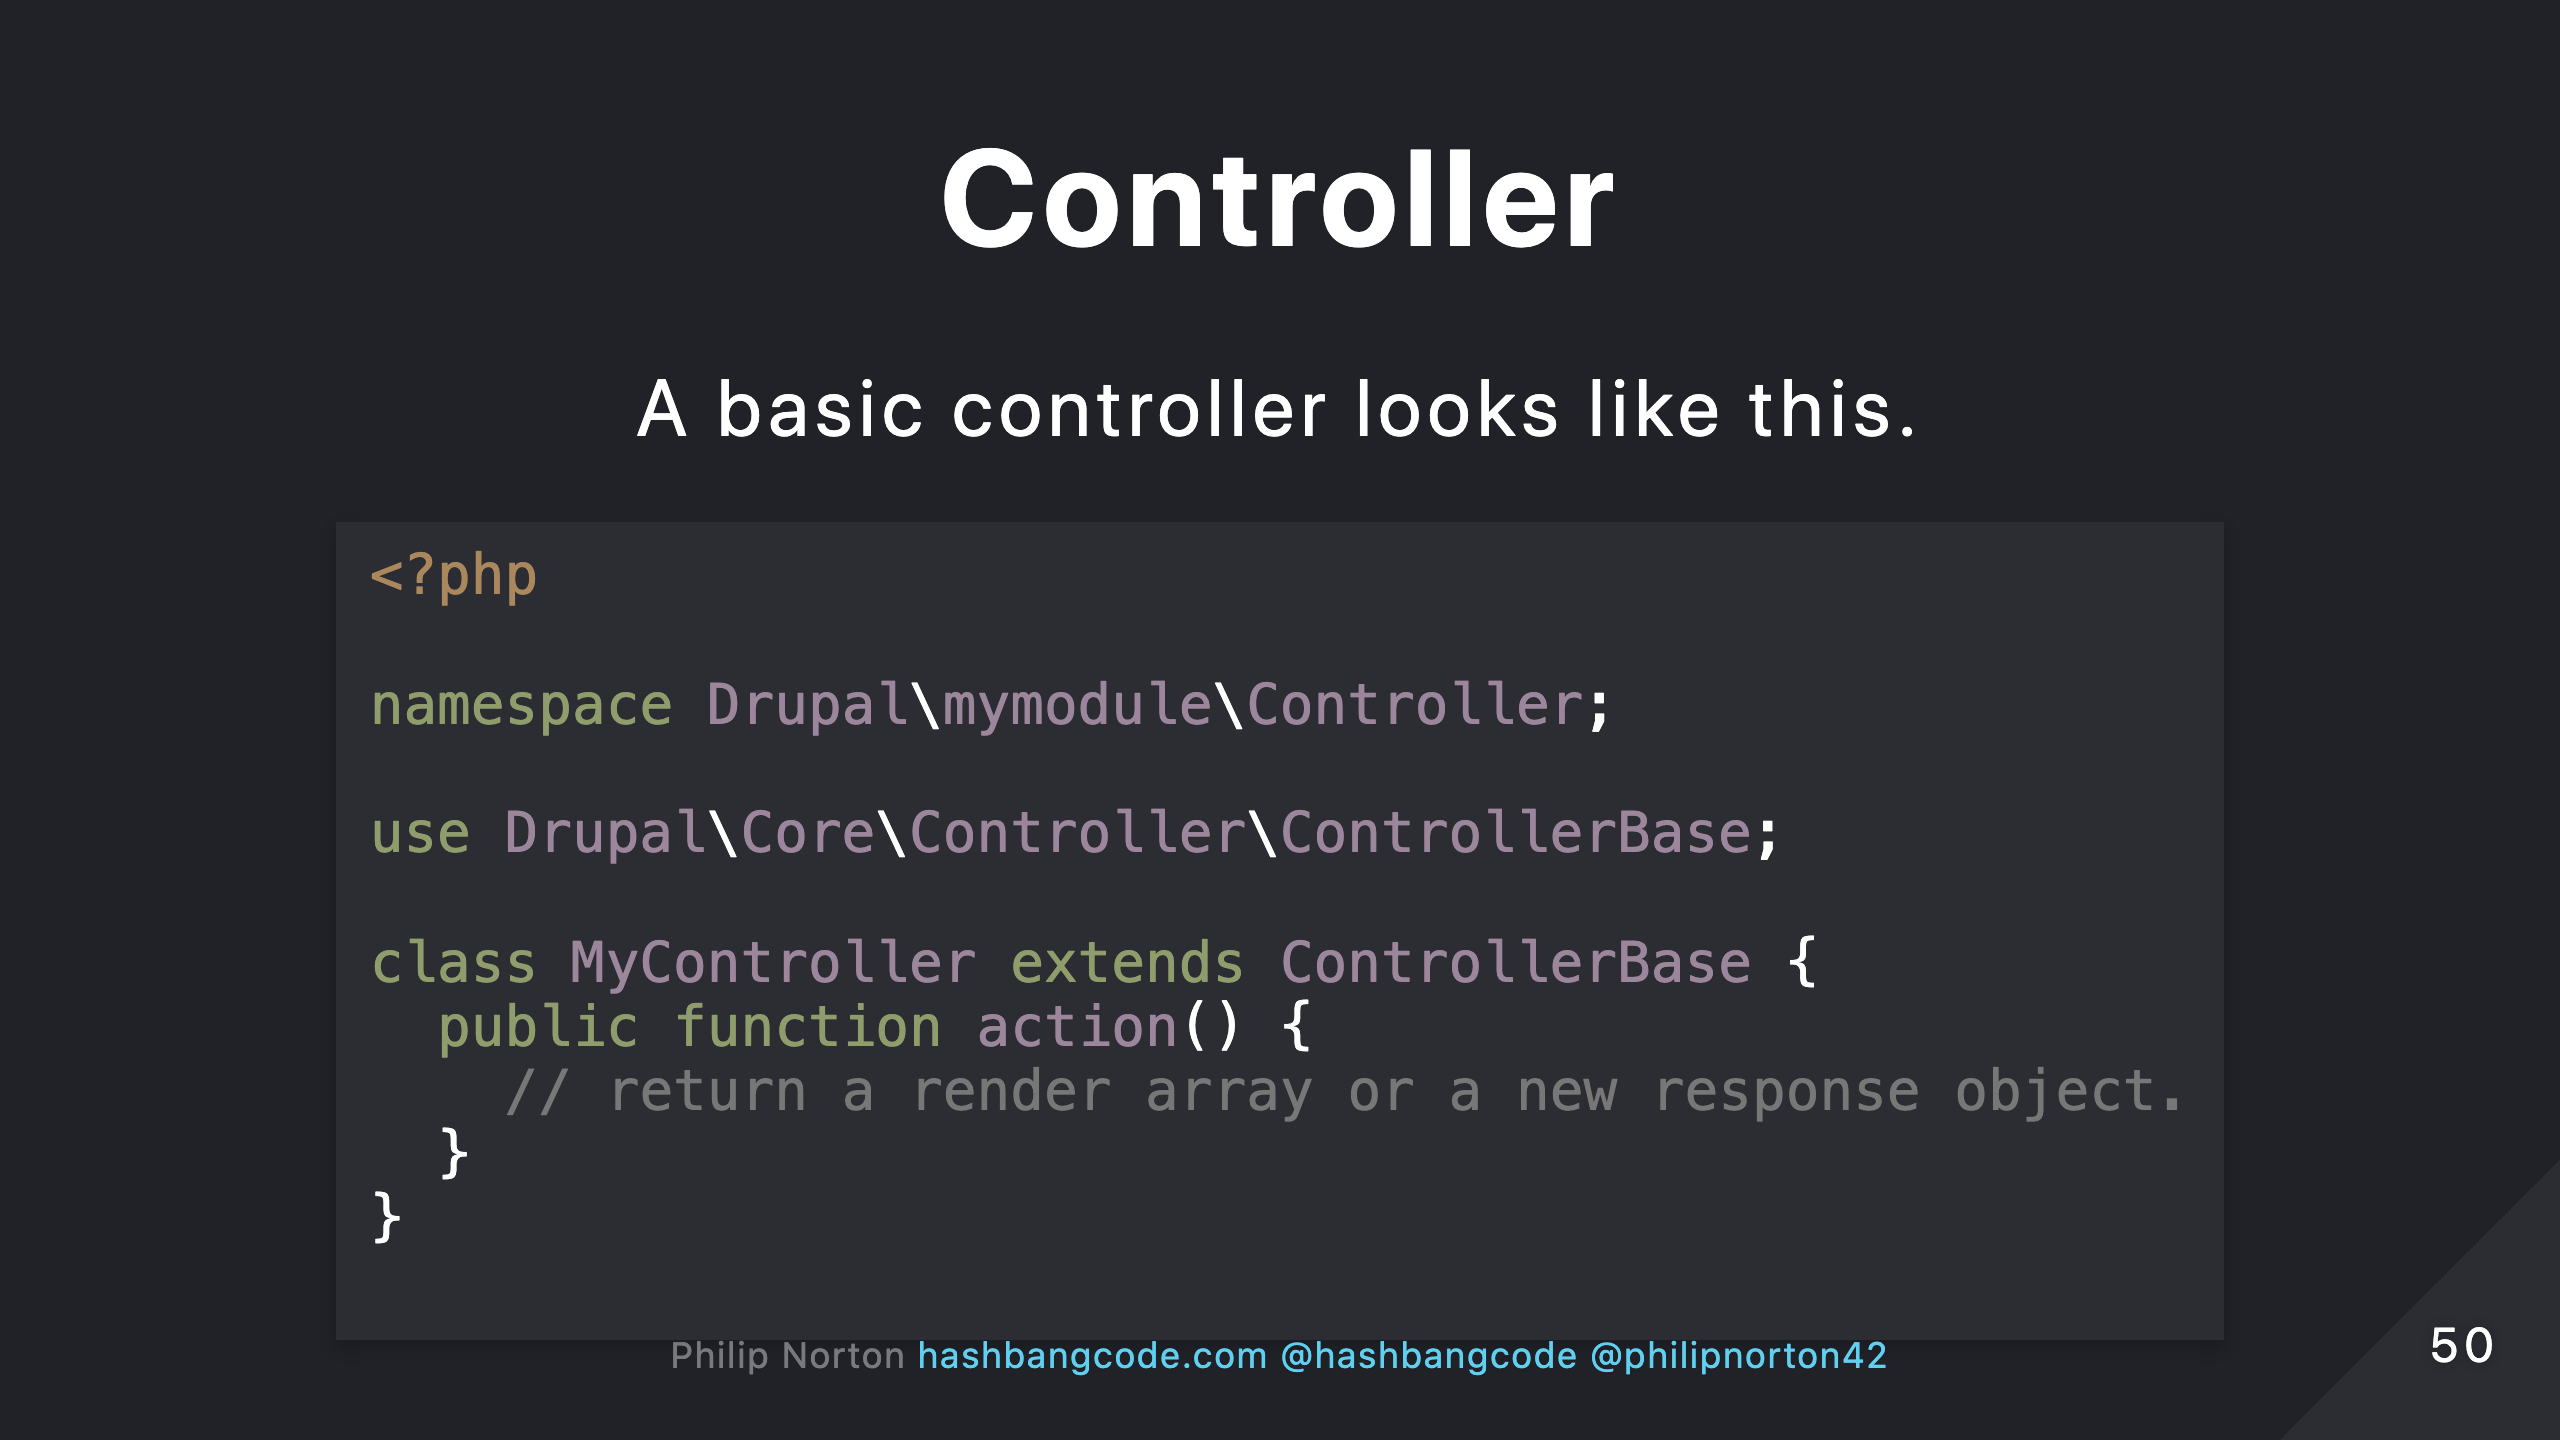 Controller
A basic controller looks like this.
<?php
namespace Drupal\mymodule\Controller;
use Drupal\Core\Controller\ControllerBase;
class MyController extends ControllerBase {
  public function action() {
    // return a render array or a new response object.
  }
}
Philip Norton hashbangcode.com @hashbangcode @philipnorton42
50